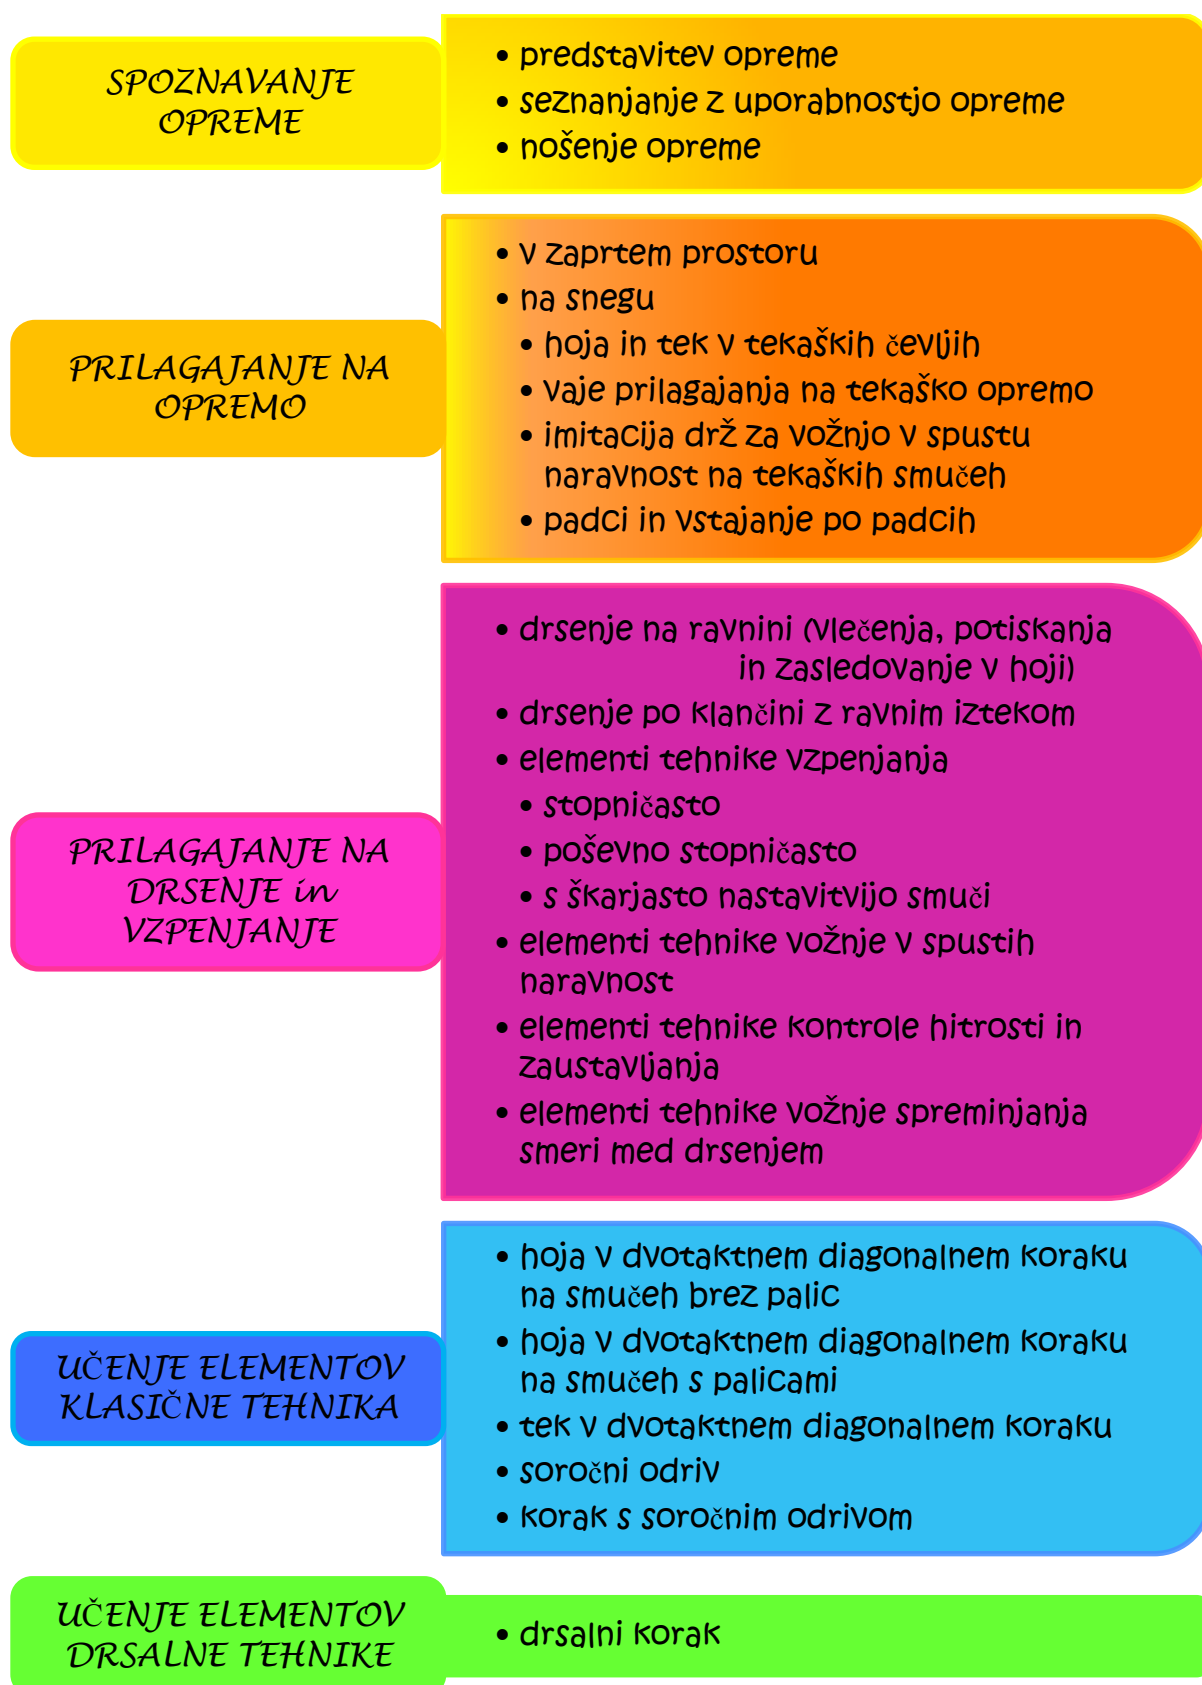 SPOZNAVANJE
OPREME
• predstavitev opreme
• seznanjanje z uporabnostjo opreme
• nošenje opreme
PRILAGAJANJE NA
OPREMO
• v zaprtem prostoru
• na snegu
• hoja in tek v tekaških čevljih
• vaje prilagajanja na tekaško opremo
• imitacija drž za vožnjo v spustu
naravnost na tekaških smučeh
• padci in vstajanje po padcih
PRILAGAJANJE NA
DRSENJE in
VZPENJANJE
• drsenje na ravnini (vlečenja, potiskanja
in zasledovanje v hoji)
• drsenje po klančini z ravnim iztekom
• elementi tehnike vzpenjanja
• stopničasto
• poševno stopničasto
• s škarjasto nastavitvijo smuči
• elementi tehnike vožnje v spustih
naravnost
• elementi tehnike kontrole hitrosti in
zaustavljanja
• elementi tehnike vožnje spreminjanja
smeri med drsenjem
UČENJE ELEMENTOV
KLASIČNE TEHNIKA
• hoja v dvotaktnem diagonalnem koraku
na smučeh brez palic
• hoja v dvotaktnem diagonalnem koraku
na smučeh s palicami
• tek v dvotaktnem diagonalnem koraku
• soročni odriv
• korak s soročnim odrivom
UČENJE ELEMENTOV
DRSALNE TEHNIKE
• drsalni korak